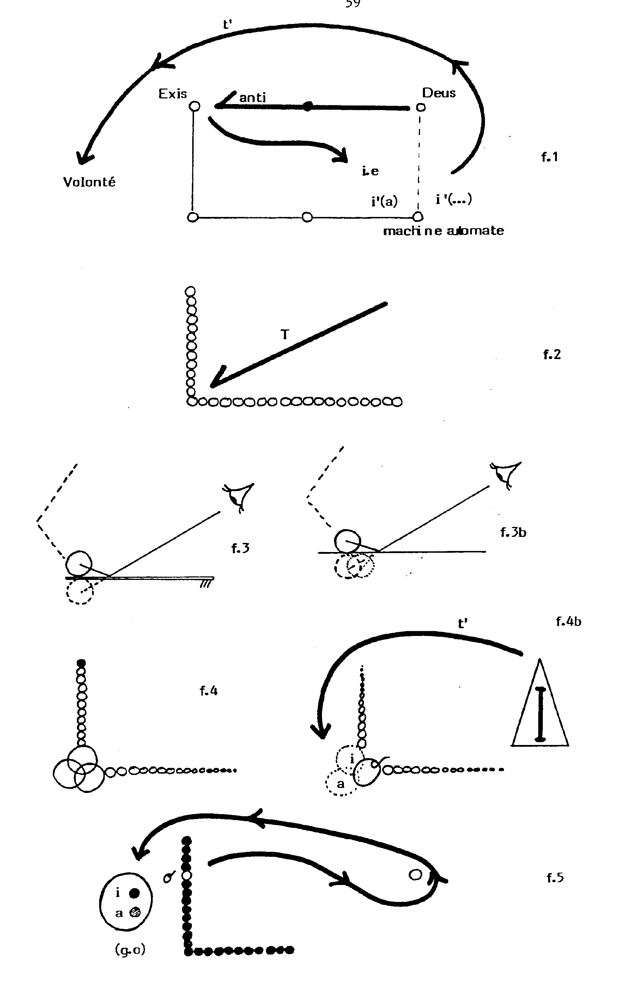 59
t'
Exis
anti
Deus
f.1
i.e
Volonté
i'(a)
i'(...)
machine automate
T
f.2
f.3
f.3b
t'
f.4b
f.4
i
a
f.5
i
a
(g.o)